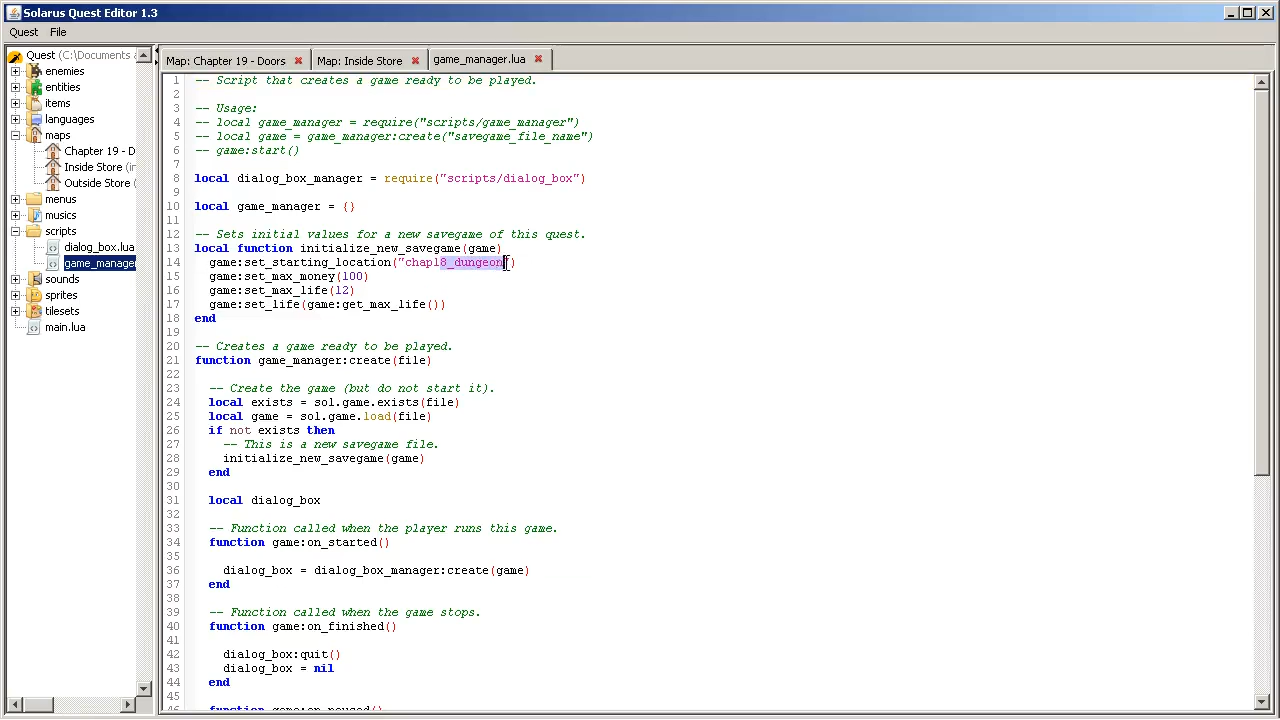 Solarus Quest Editor 1.3
Quest File
Quest (C:\Documents a
enemies
entities
items
languages
maps
Chapter 19 - D
Inside Store (in
Outside Store (
menus
musics
scripts
dialog_box.lua
game_manager
sounds
sprites
tilesets
main.lua
Map: Chapter 19 - Doors Map: Inside Store game_manager.lua
1 -- Script that creates a game ready to be played.
2
3 -- Usage:
4 -- local game_manager = require("scripts/game_manager")
5 -- local game = game_manager:create("savegame_file_name")
6 -- game:start()
7
8 local dialog_box_manager = require("scripts/dialog_box")
9
10 local game_manager = {}
11
12 -- Sets initial values for a new savegame of this quest.
13 local function initialize_new_savegame(game)
14 game:set_starting_location("chap18_dungeon")
15 game:set_max_money(100)
16 game:set_max_life(12)
17 game:set_life(game:get_max_life())
18 end
19
20 -- Creates a game ready to be played.
21 function game_manager:create(file)
22
23 -- Create the game (but do not start it).
24 local exists = sol.game.exists(file)
25 local game = sol.game.load(file)
26 if not exists then
27 -- This is a new savegame file.
28 initialize_new_savegame(game)
29 end
30
31 local dialog_box
32
33 -- Function called when the player runs this game.
34 function game:on_started()
35
36 dialog_box = dialog_box_manager:create(game)
37 end
38
39 -- Function called when the game stops.
40 function game:on_finished()
41
42 dialog_box:quit()
43 dialog_box = nil
44 end
45
46 function game:on_paused()